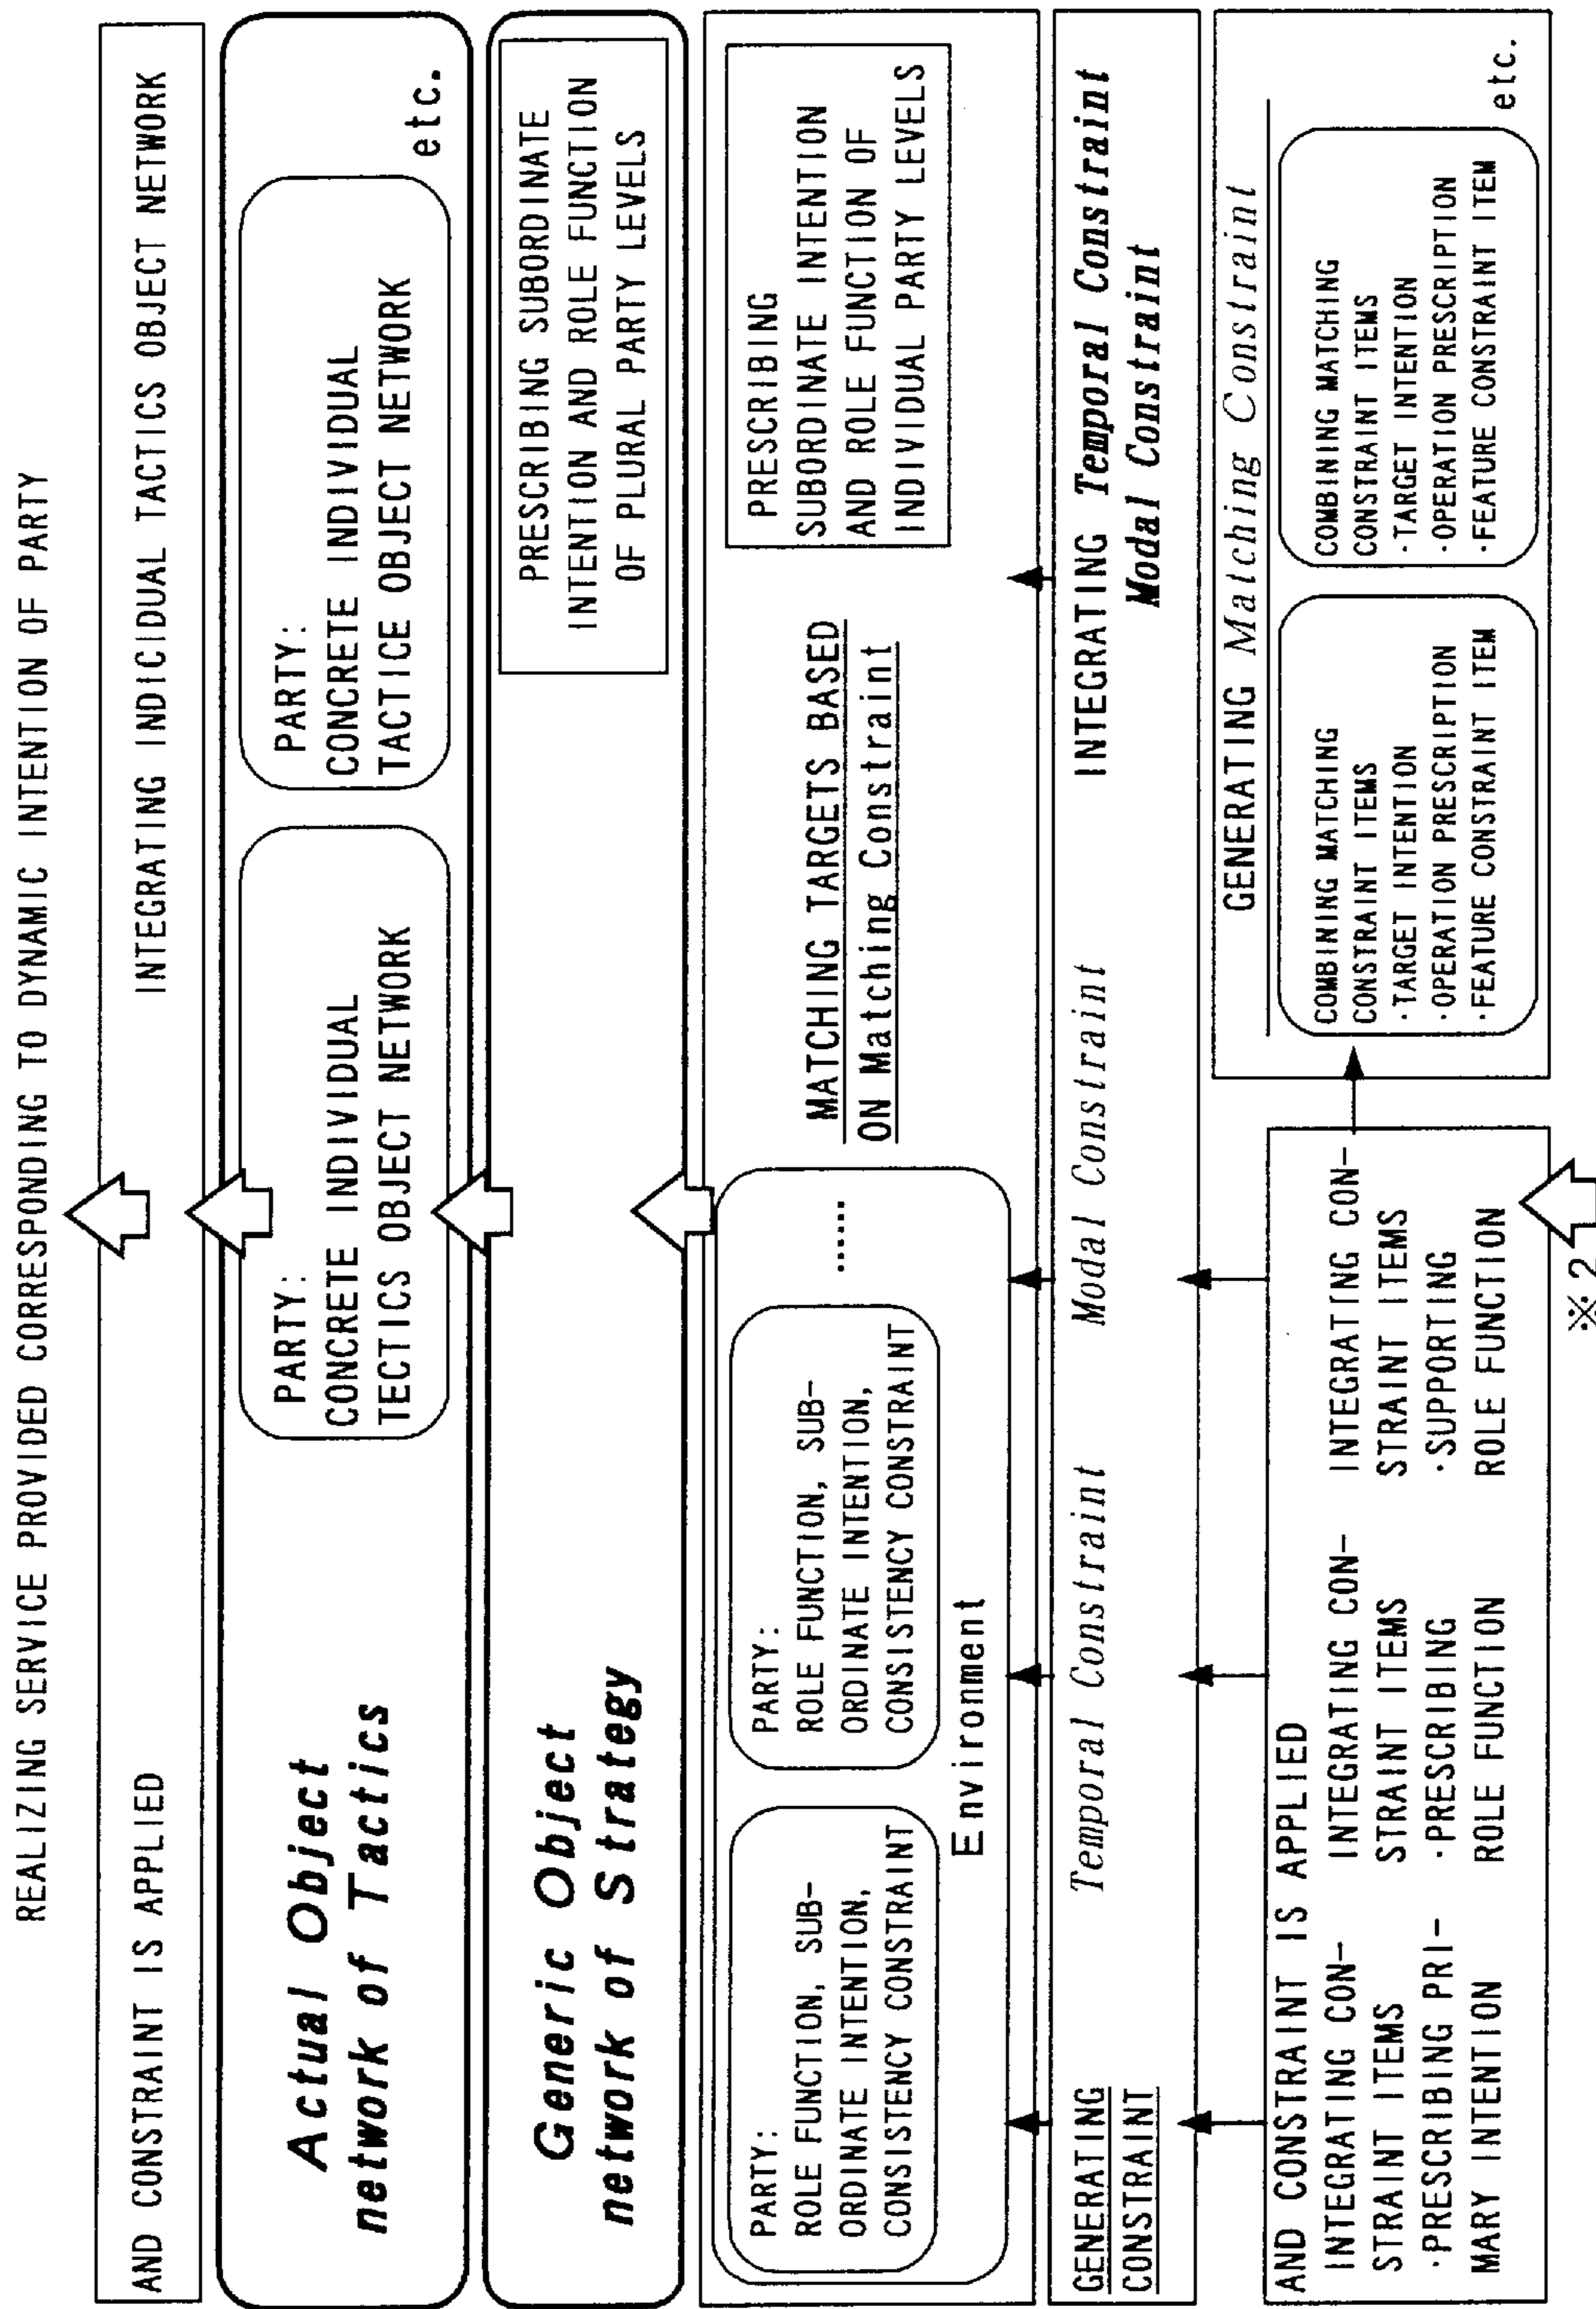 REALIZING SERVICE PROVIDED CORRESPONDING TO DYNAMIC INTENTION OF PARTY
AND CONSTRAINT IS APPLIED
INTEGRATING INDICIDUAL TACTICS OBJECT NETWORK
Actual Object
network of Tactics
PARTY:
CONCRETE INDIVIDUAL
TECTICS OBJECT NETWORK
PARTY:
CONCRETE INDIVIDUAL
TACTICE OBJECT NETWORK
etc.
Generic Object
network of Strategy
PRESCRIBING SUBORDINATE
INTENTION AND ROLE FUNCTION
OF PLURAL PARTY LEVELS
PARTY:
ROLE FUNCTION, SUB-
ORDINATE INTENTION,
CONSISTENCY CONSTRAINT
PARTY:
ROLE FUNCTION, SUB-
ORDINATE INTENTION,
CONSISTENCY CONSTRAINT
......
Environment
MATCHING TARGETS BASED
ON Matching Constraint
PRESCRIBING
SUBORDINATE INTENTION
AND ROLE FUNCTION OF
INDIVIDUAL PARTY LEVELS
GENERATING
CONSTRAINT
Temporal Constraint
Modal Constraint
INTEGRATING Temporal Constraint
Modal Constraint
AND CONSTRAINT IS APPLIED
INTEGRATING CON-
STRAINT ITEMS
·PRESCRIBING PRI-
MARY INTENTION
INTEGRATING CON-
STRAINT ITEMS
·PRESCRIBING
ROLE FUNCTION
INTEGRATING CON-
STRAINT ITEMS
·SUPPORTING
ROLE FUNCTION
GENERATING Matching Constraint
COMBINING MATCHING
CONSTRAINT ITEMS
·TARGET INTENTION
·OPERATION PRESCRIPTION
·FEATURE CONSTRAINT ITEM
COMBINING MATCHING
CONSTRAINT ITEMS
·TARGET INTENTION
·OPERATION PRESCRIPTION
·FEATURE CONSTRAINT ITEM
etc.
※2